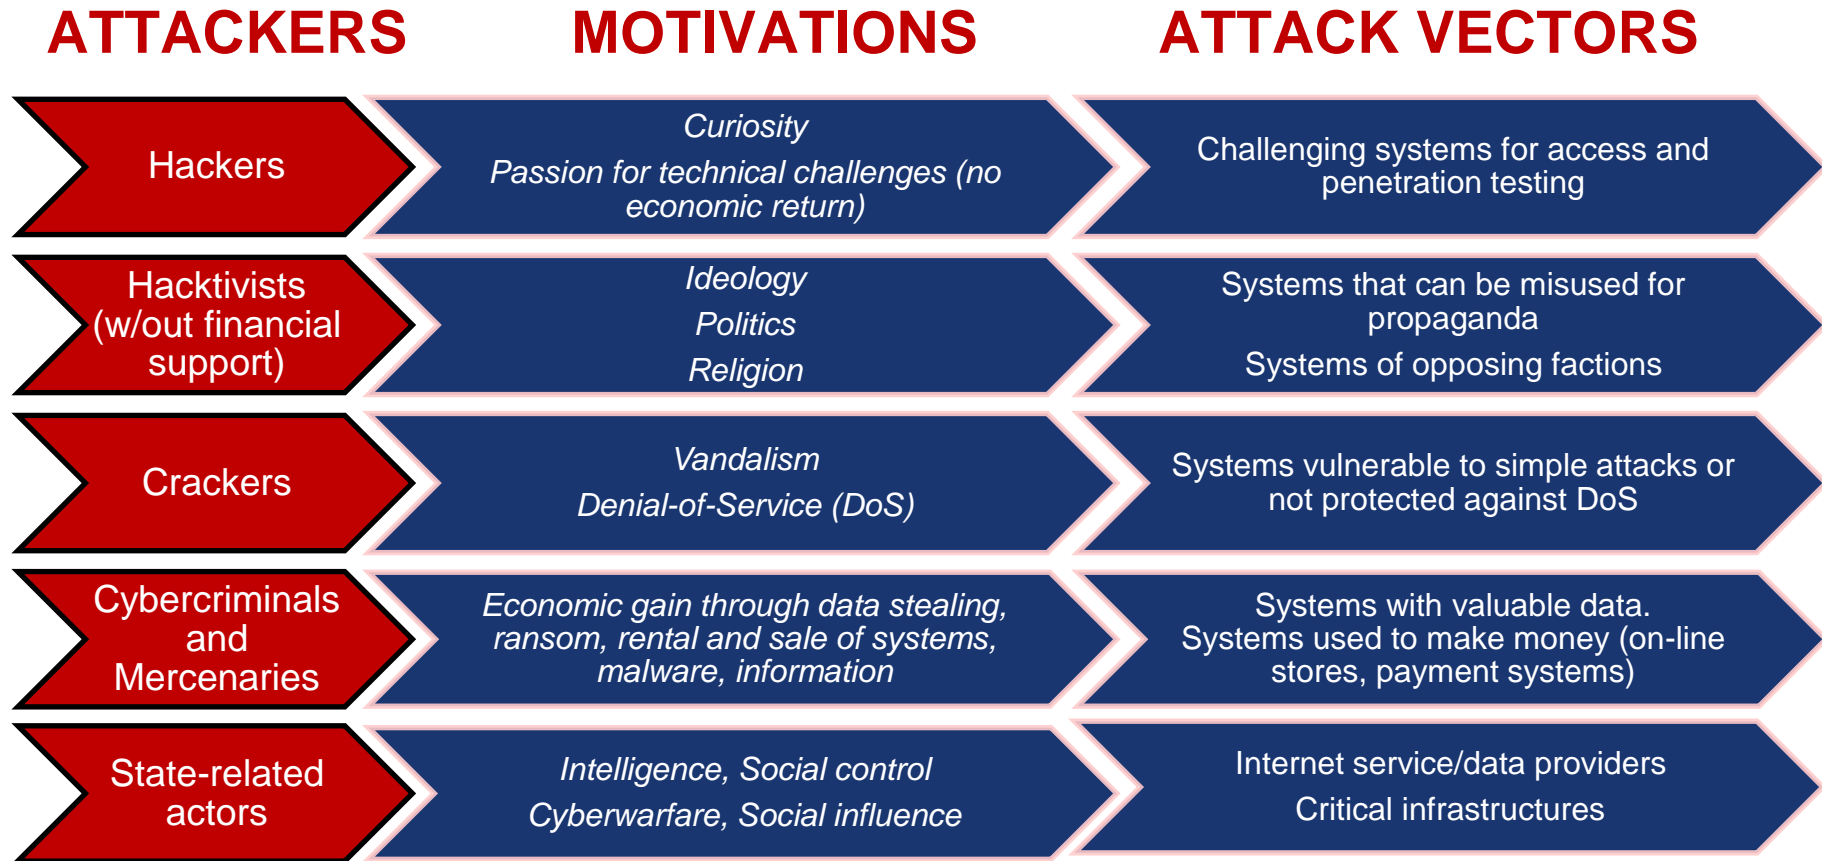 ATTACKERS
MOTIVATIONS
ATTACK VECTORS
Hackers
Curiosity
Passion for technical challenges (no
economic return)
Challenging systems for access and
penetration testing
Hacktivists
(w/out financial
support)
Ideology
Politics
Religion
Systems that can be misused for
propaganda
Systems of opposing factions
Crackers
Vandalism
Denial-of-Service (DoS)
Systems vulnerable to simple attacks or
not protected against DoS
Cybercriminals
and
Mercenaries
Economic gain through data stealing,
ransom, rental and sale of systems,
malware, information
Systems with valuable data.
Systems used to make money (on-line
stores, payment systems)
State-related
actors
Intelligence, Social control
Cyberwarfare, Social influence
Internet service/data providers
Critical infrastructures